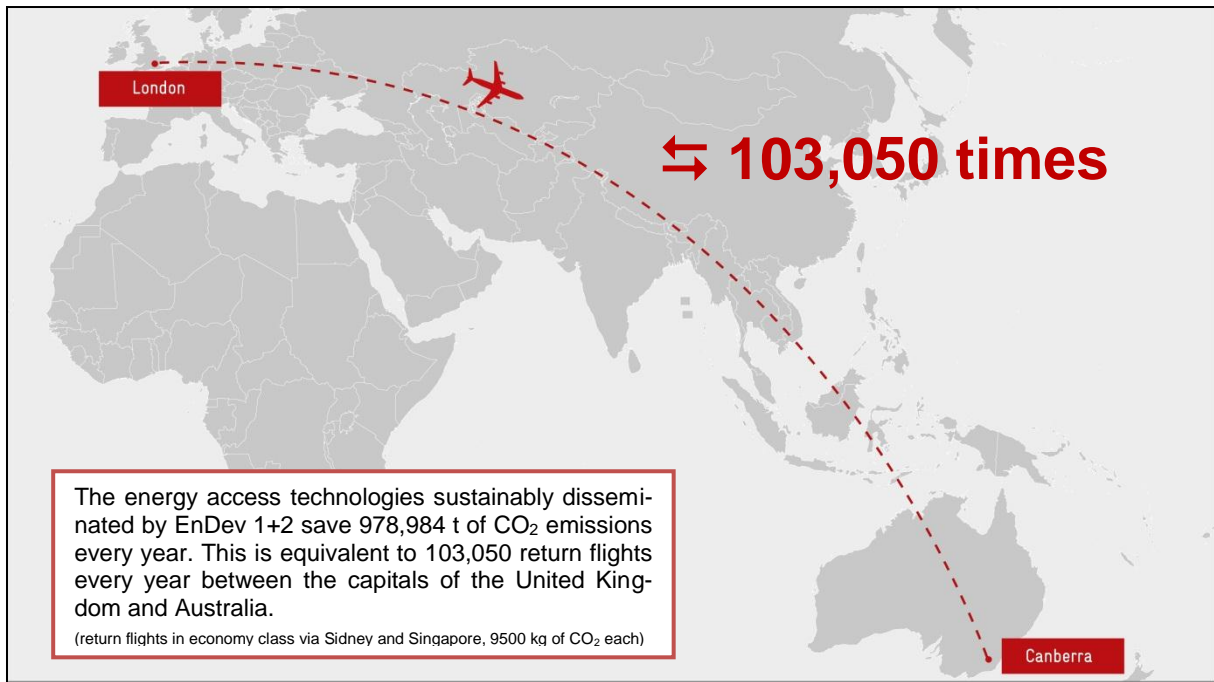 London
⇆ 103,050 times
The energy access technologies sustainably dissemi-
nated by EnDev 1+2 save 978,984 t of CO₂ emissions
every year. This is equivalent to 103,050 return flights
every year between the capitals of the United King-
dom and Australia.
(return flights in economy class via Sidney and Singapore, 9500 kg of CO₂ each)
Canberra